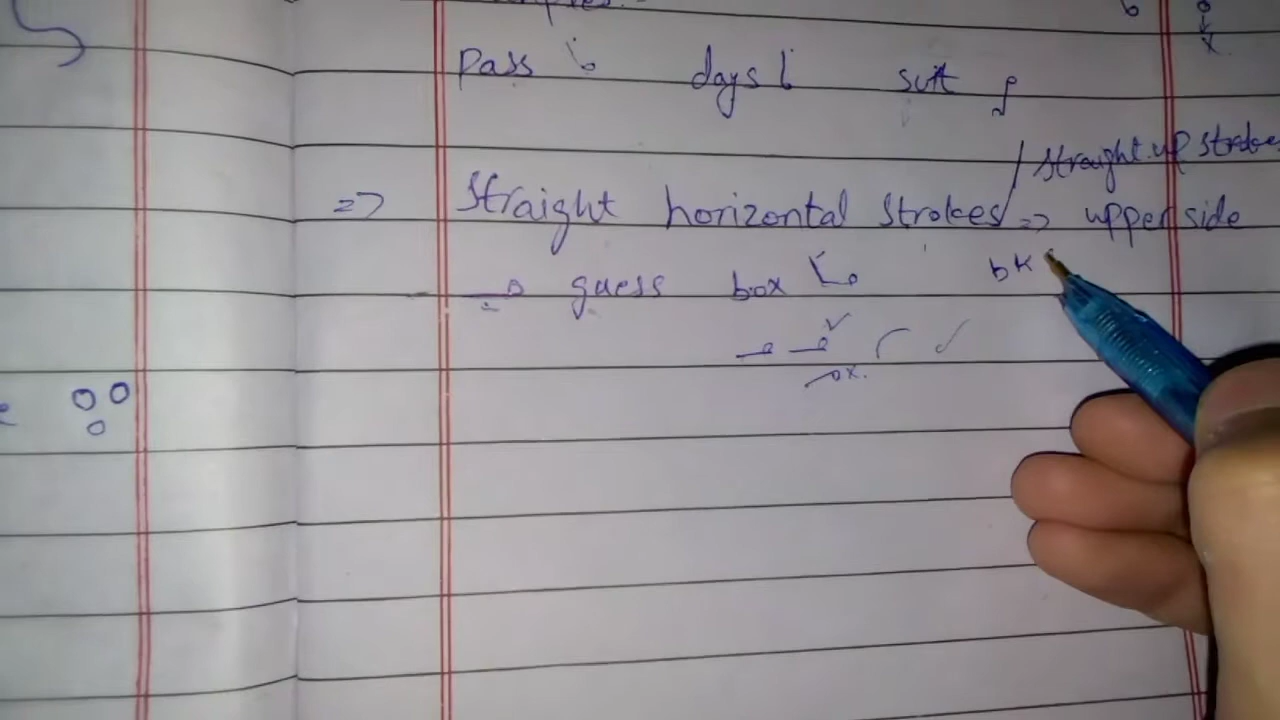 Pass days suit
/ straight up strokes
=> Straight horizontal strokes => upper side
guess box bk
ox.